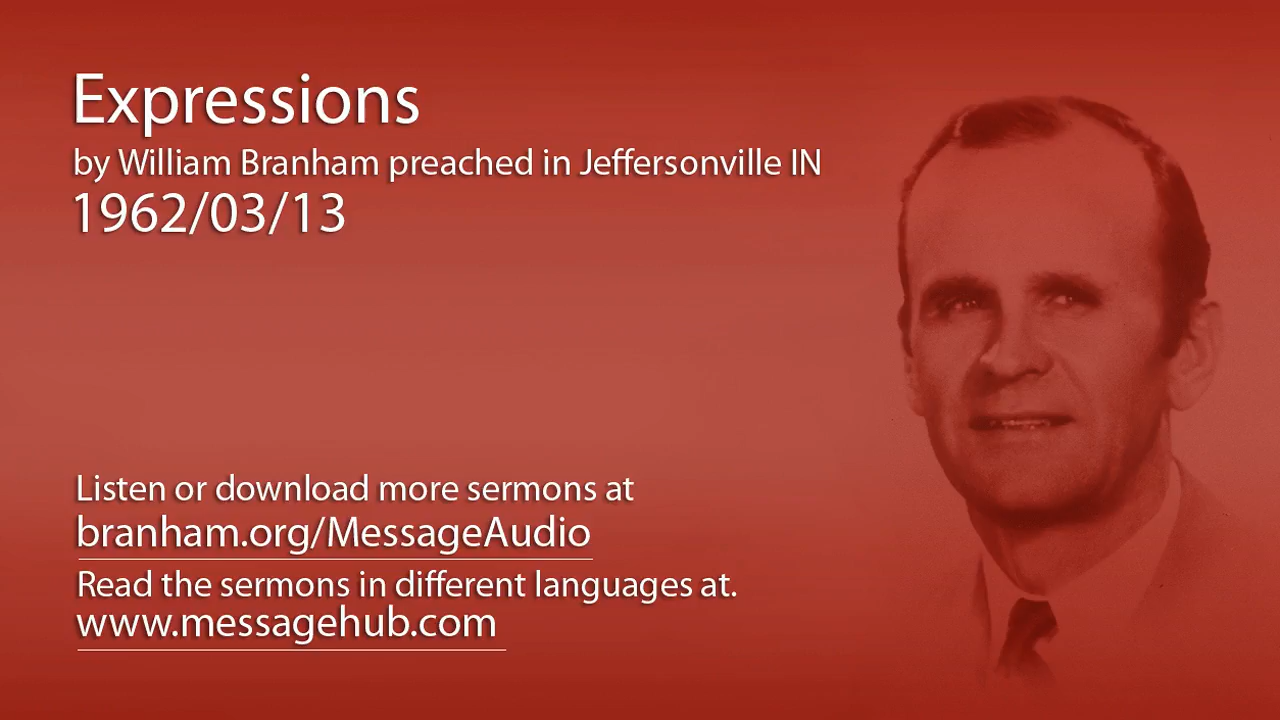 Expressions
by William Branham preached in Jeffersonville IN
1962/03/13
Listen or download more sermons at
branham.org/MessageAudio
Read the sermons in different languages at.
www.messagehub.com